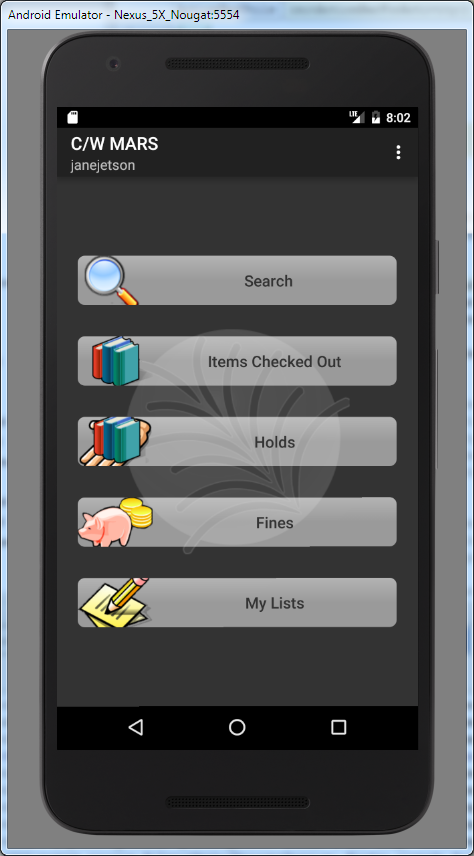 Android Emulator - Nexus_5X_Nougat:5554
LTE 8:02
C/W MARS
janejetson
Search
Items Checked Out
Holds
Fines
My Lists